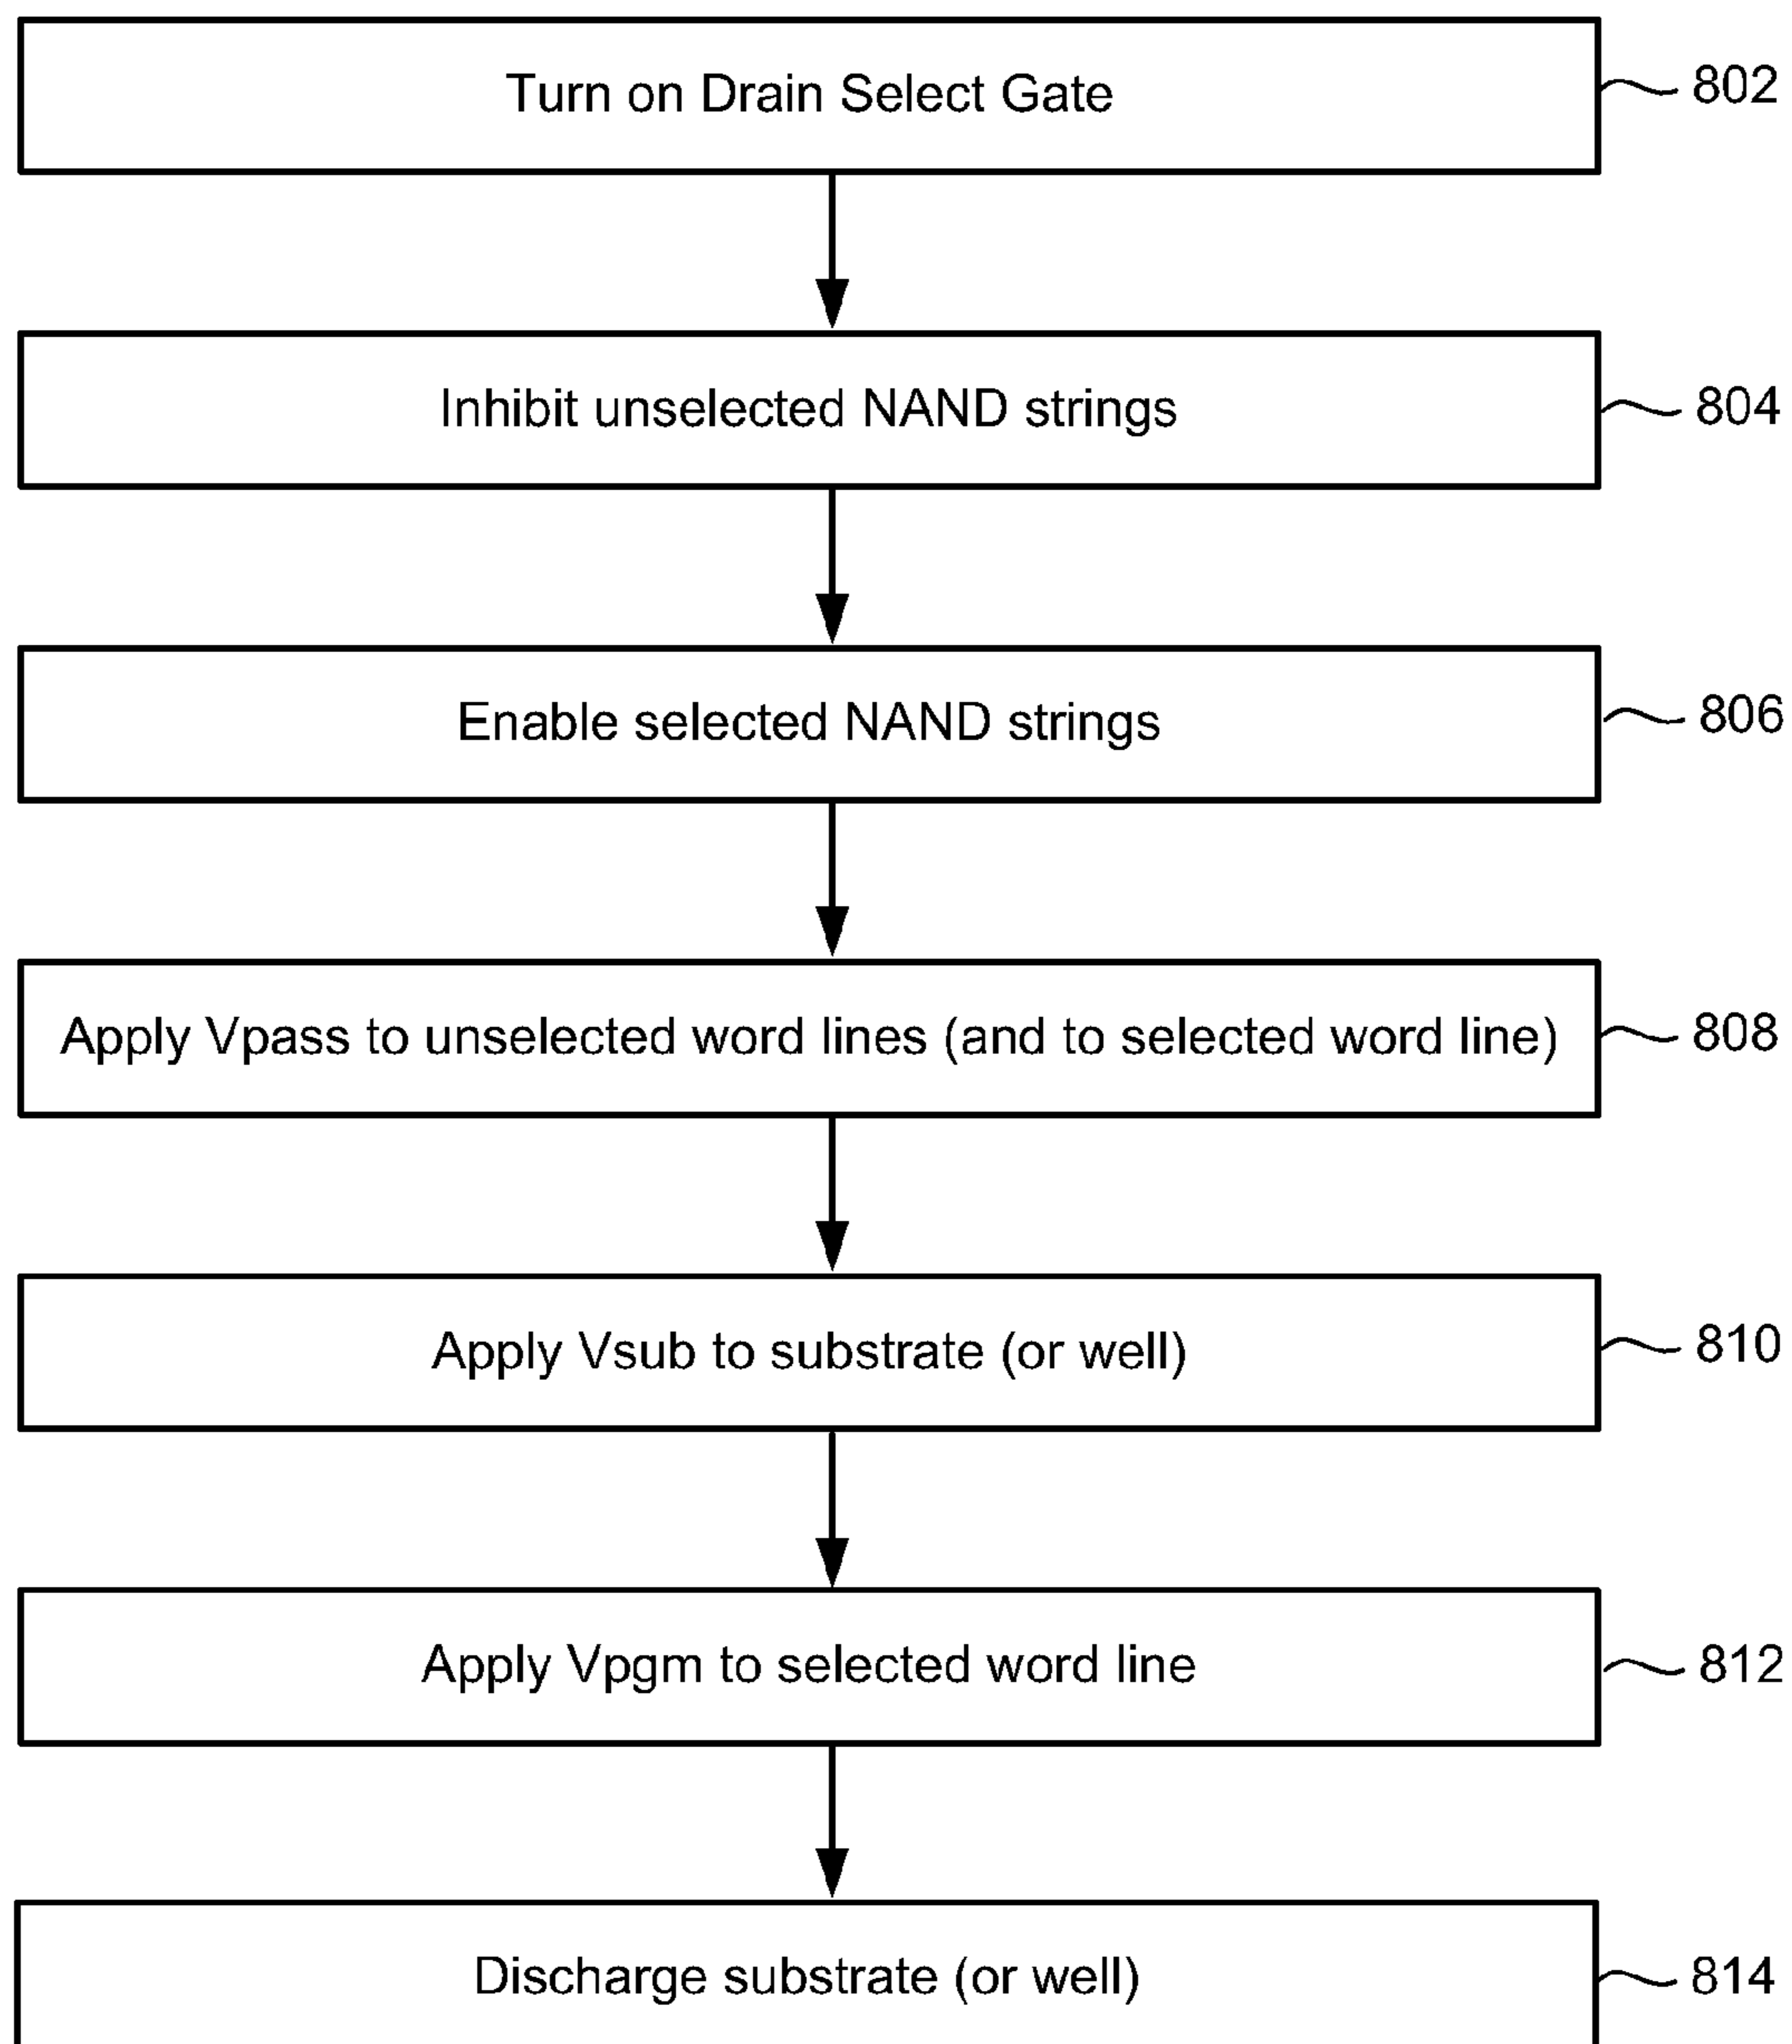 Turn on Drain Select Gate
802
Inhibit unselected NAND strings
804
Enable selected NAND strings
806
Apply Vpass to unselected word lines (and to selected word line)
808
Apply Vsub to substrate (or well)
810
Apply Vpgm to selected word line
812
Discharge substrate (or well)
814